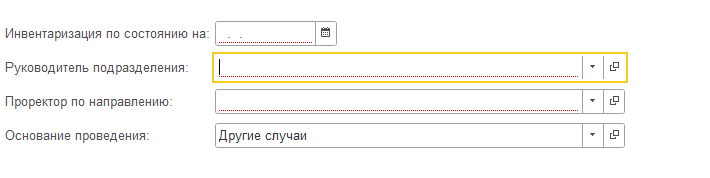 Инвентаризация по состоянию на: . .
Руководитель подразделения:
Проректор по направлению:
Основание проведения: Другие случаи